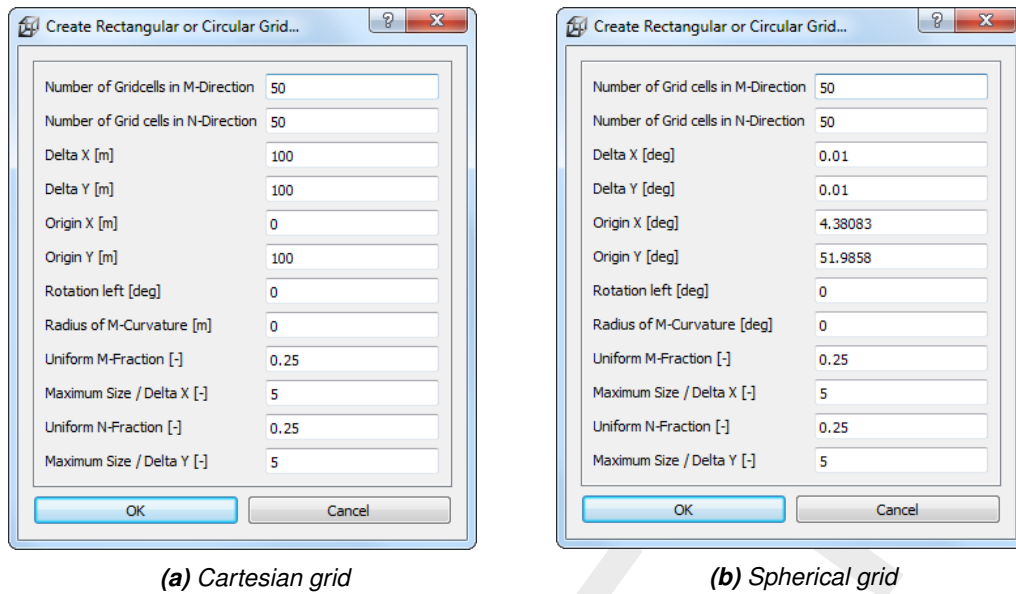 Create Rectangular or Circular Grid...
Number of Gridcells in M-Direction 50
Number of Grid cells in N-Direction 50
Delta X [m] 100
Delta Y [m] 100
Origin X [m] 0
Origin Y [m] 100
Rotation left [deg] 0
Radius of M-Curvature [m] 0
Uniform M-Fraction [-] 0.25
Maximum Size / Delta X [-] 5
Uniform N-Fraction [-] 0.25
Maximum Size / Delta Y [-] 5
OK Cancel
(a) Cartesian grid
Create Rectangular or Circular Grid...
Number of Grid cells in M-Direction 50
Number of Grid cells in N-Direction 50
Delta X [deg] 0.01
Delta Y [deg] 0.01
Origin X [deg] 4.38083
Origin Y [deg] 51.9858
Rotation left [deg] 0
Radius of M-Curvature [deg] 0
Uniform M-Fraction [-] 0.25
Maximum Size / Delta X [-] 5
Uniform N-Fraction [-] 0.25
Maximum Size / Delta Y [-] 5
OK Cancel
(b) Spherical grid